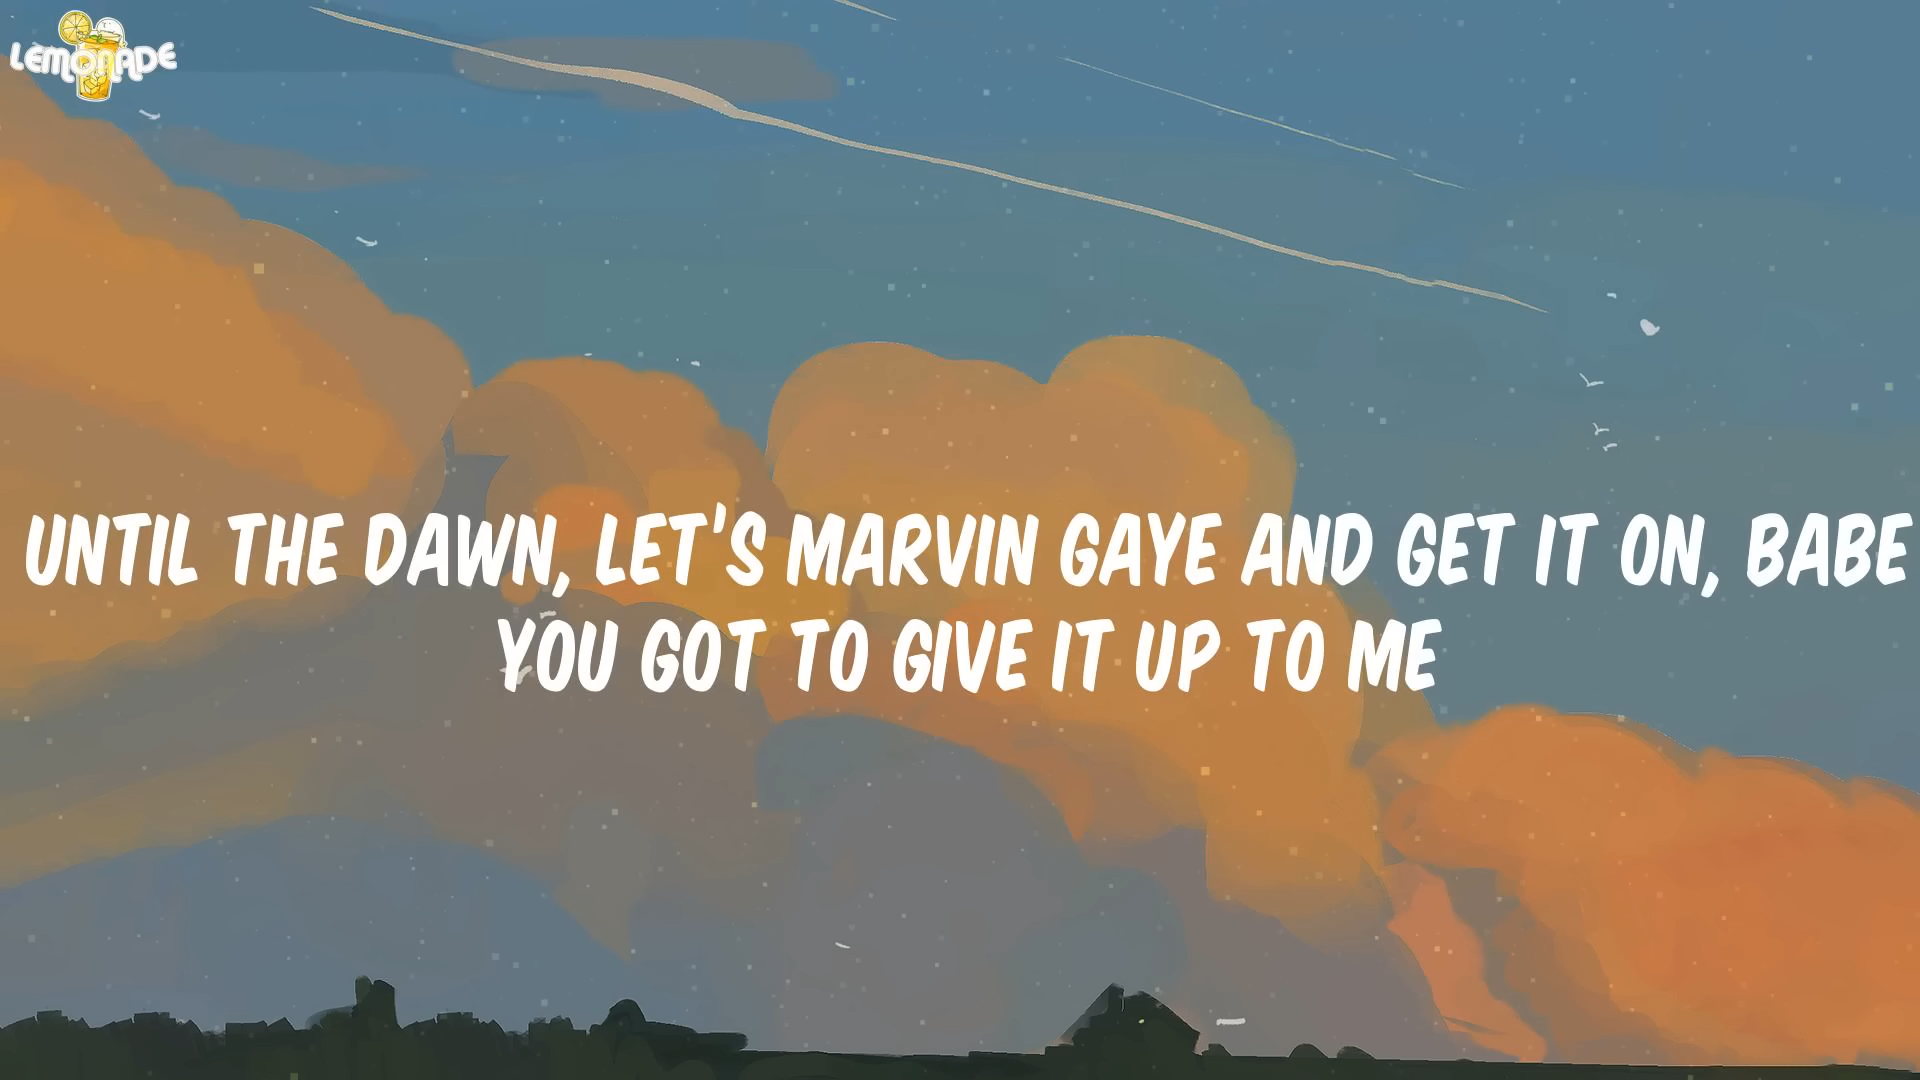 LEMONADE
UNTIL THE DAWN, LET'S MARVIN GAYE AND GET IT ON, BABE
YOU GOT TO GIVE IT UP TO ME